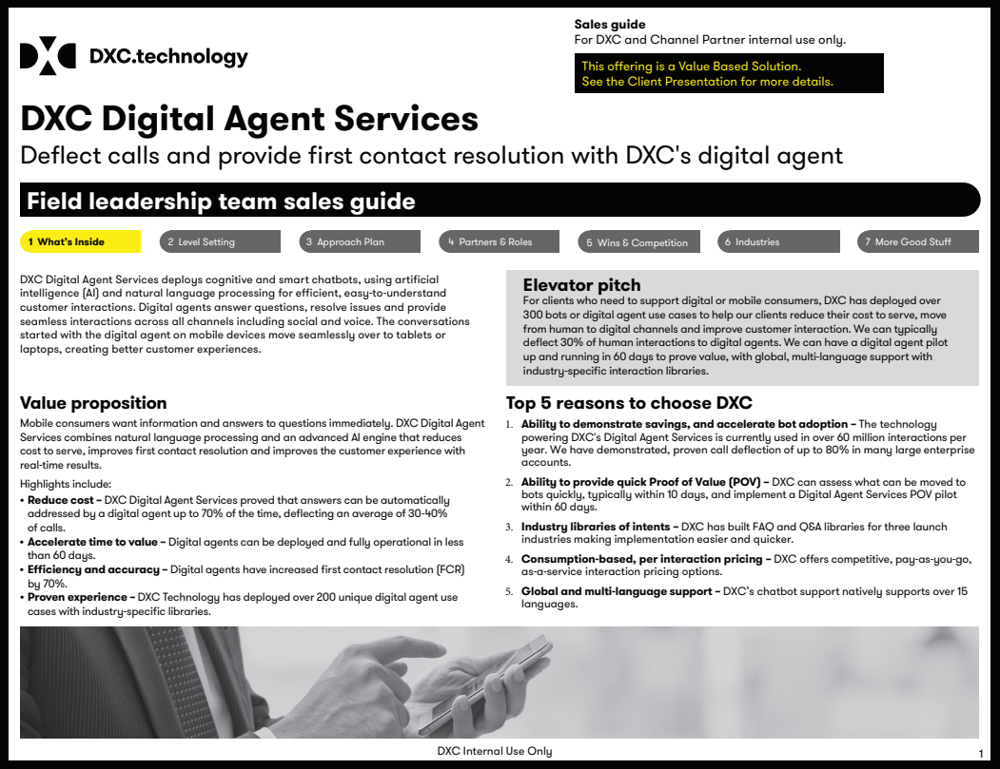 DXC.technology
Sales guide
For DXC and Channel Partner internal use only.
This offering is a Value Based Solution.
See the Client Presentation for more details.
DXC Digital Agent Services
Deflect calls and provide first contact resolution with DXC's digital agent
Field leadership team sales guide
1 What's Inside
2 Level Setting
3 Approach Plan
4 Partners & Roles
5 Wins & Competition
6 Industries
7 More Good Stuff
DXC Digital Agent Services deploys cognitive and smart chatbots, using artificial
intelligence (AI) and natural language processing for efficient, easy-to-understand
customer interactions. Digital agents answer questions, resolve issues and provide
seamless interactions across all channels including social and voice. The conversations
started with the digital agent on mobile devices move seamlessly over to tablets or
laptops, creating better customer experiences.
Elevator pitch
For clients who need to support digital or mobile consumers, DXC has deployed over
300 bots or digital agent use cases to help our clients reduce their cost to serve, move
from human to digital channels and improve customer interaction. We can typically
deflect 30% of human interactions to digital agents. We can have a digital agent pilot
up and running in 60 days to prove value, with global, multi-language support with
industry-specific interaction libraries.
Value proposition
Mobile consumers want information and answers to questions immediately. DXC Digital Agent
Services combines natural language processing and an advanced AI engine that reduces
cost to serve, improves first contact resolution and improves the customer experience with
real-time results.
Highlights include:
• Reduce cost – DXC Digital Agent Services proved that answers can be automatically
addressed by a digital agent up to 70% of the time, deflecting an average of 30-40%
of calls.
• Accelerate time to value – Digital agents can be deployed and fully operational in less
than 60 days.
• Efficiency and accuracy – Digital agents have increased first contact resolution (FCR)
by 70%.
• Proven experience – DXC Technology has deployed over 200 unique digital agent use
cases with industry-specific libraries.
Top 5 reasons to choose DXC
1. Ability to demonstrate savings, and accelerate bot adoption – The technology
powering DXC's Digital Agent Services is currently used in over 60 million interactions per
year. We have demonstrated, proven call deflection of up to 80% in many large enterprise
accounts.
2. Ability to provide quick Proof of Value (POV) – DXC can assess what can be moved to
bots quickly, typically within 10 days, and implement a Digital Agent Services POV pilot
within 60 days.
3. Industry libraries of intents – DXC has built FAQ and Q&A libraries for three launch
industries making implementation easier and quicker.
4. Consumption-based, per interaction pricing – DXC offers competitive, pay-as-you-go,
as-a-service interaction pricing options.
5. Global and multi-language support – DXC's chatbot support natively supports over 15
languages.
DXC Internal Use Only
1